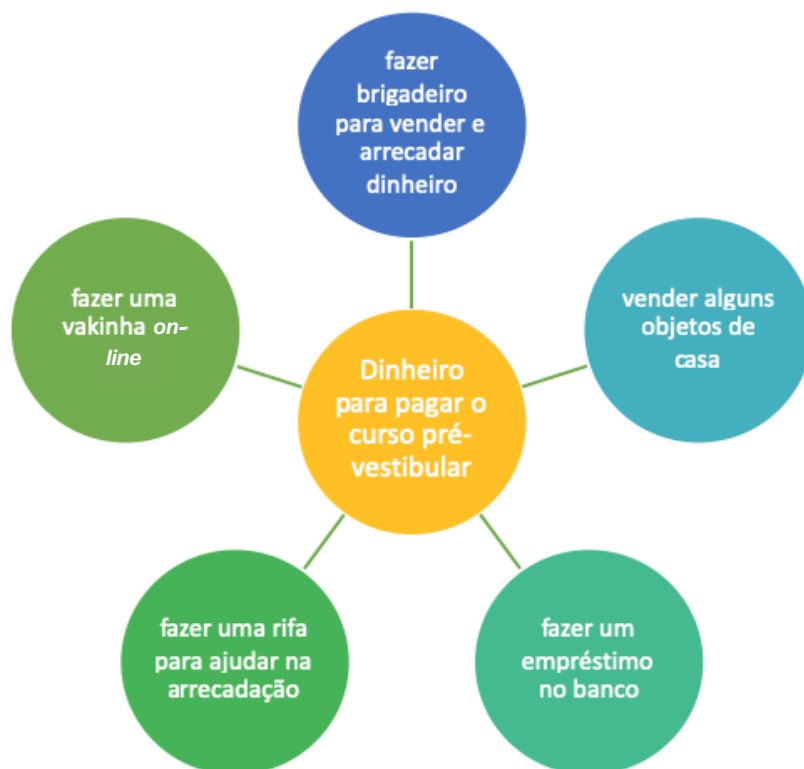 fazer
brigadeiro
para vender e
arrecadar
dinheiro
fazer uma
vakinha on-
line
vender alguns
objetos de
casa
Dinheiro
para pagar o
curso pré-
vestibular
fazer uma rifa
para ajudar na
arrecadação
fazer um
empréstimo
no banco